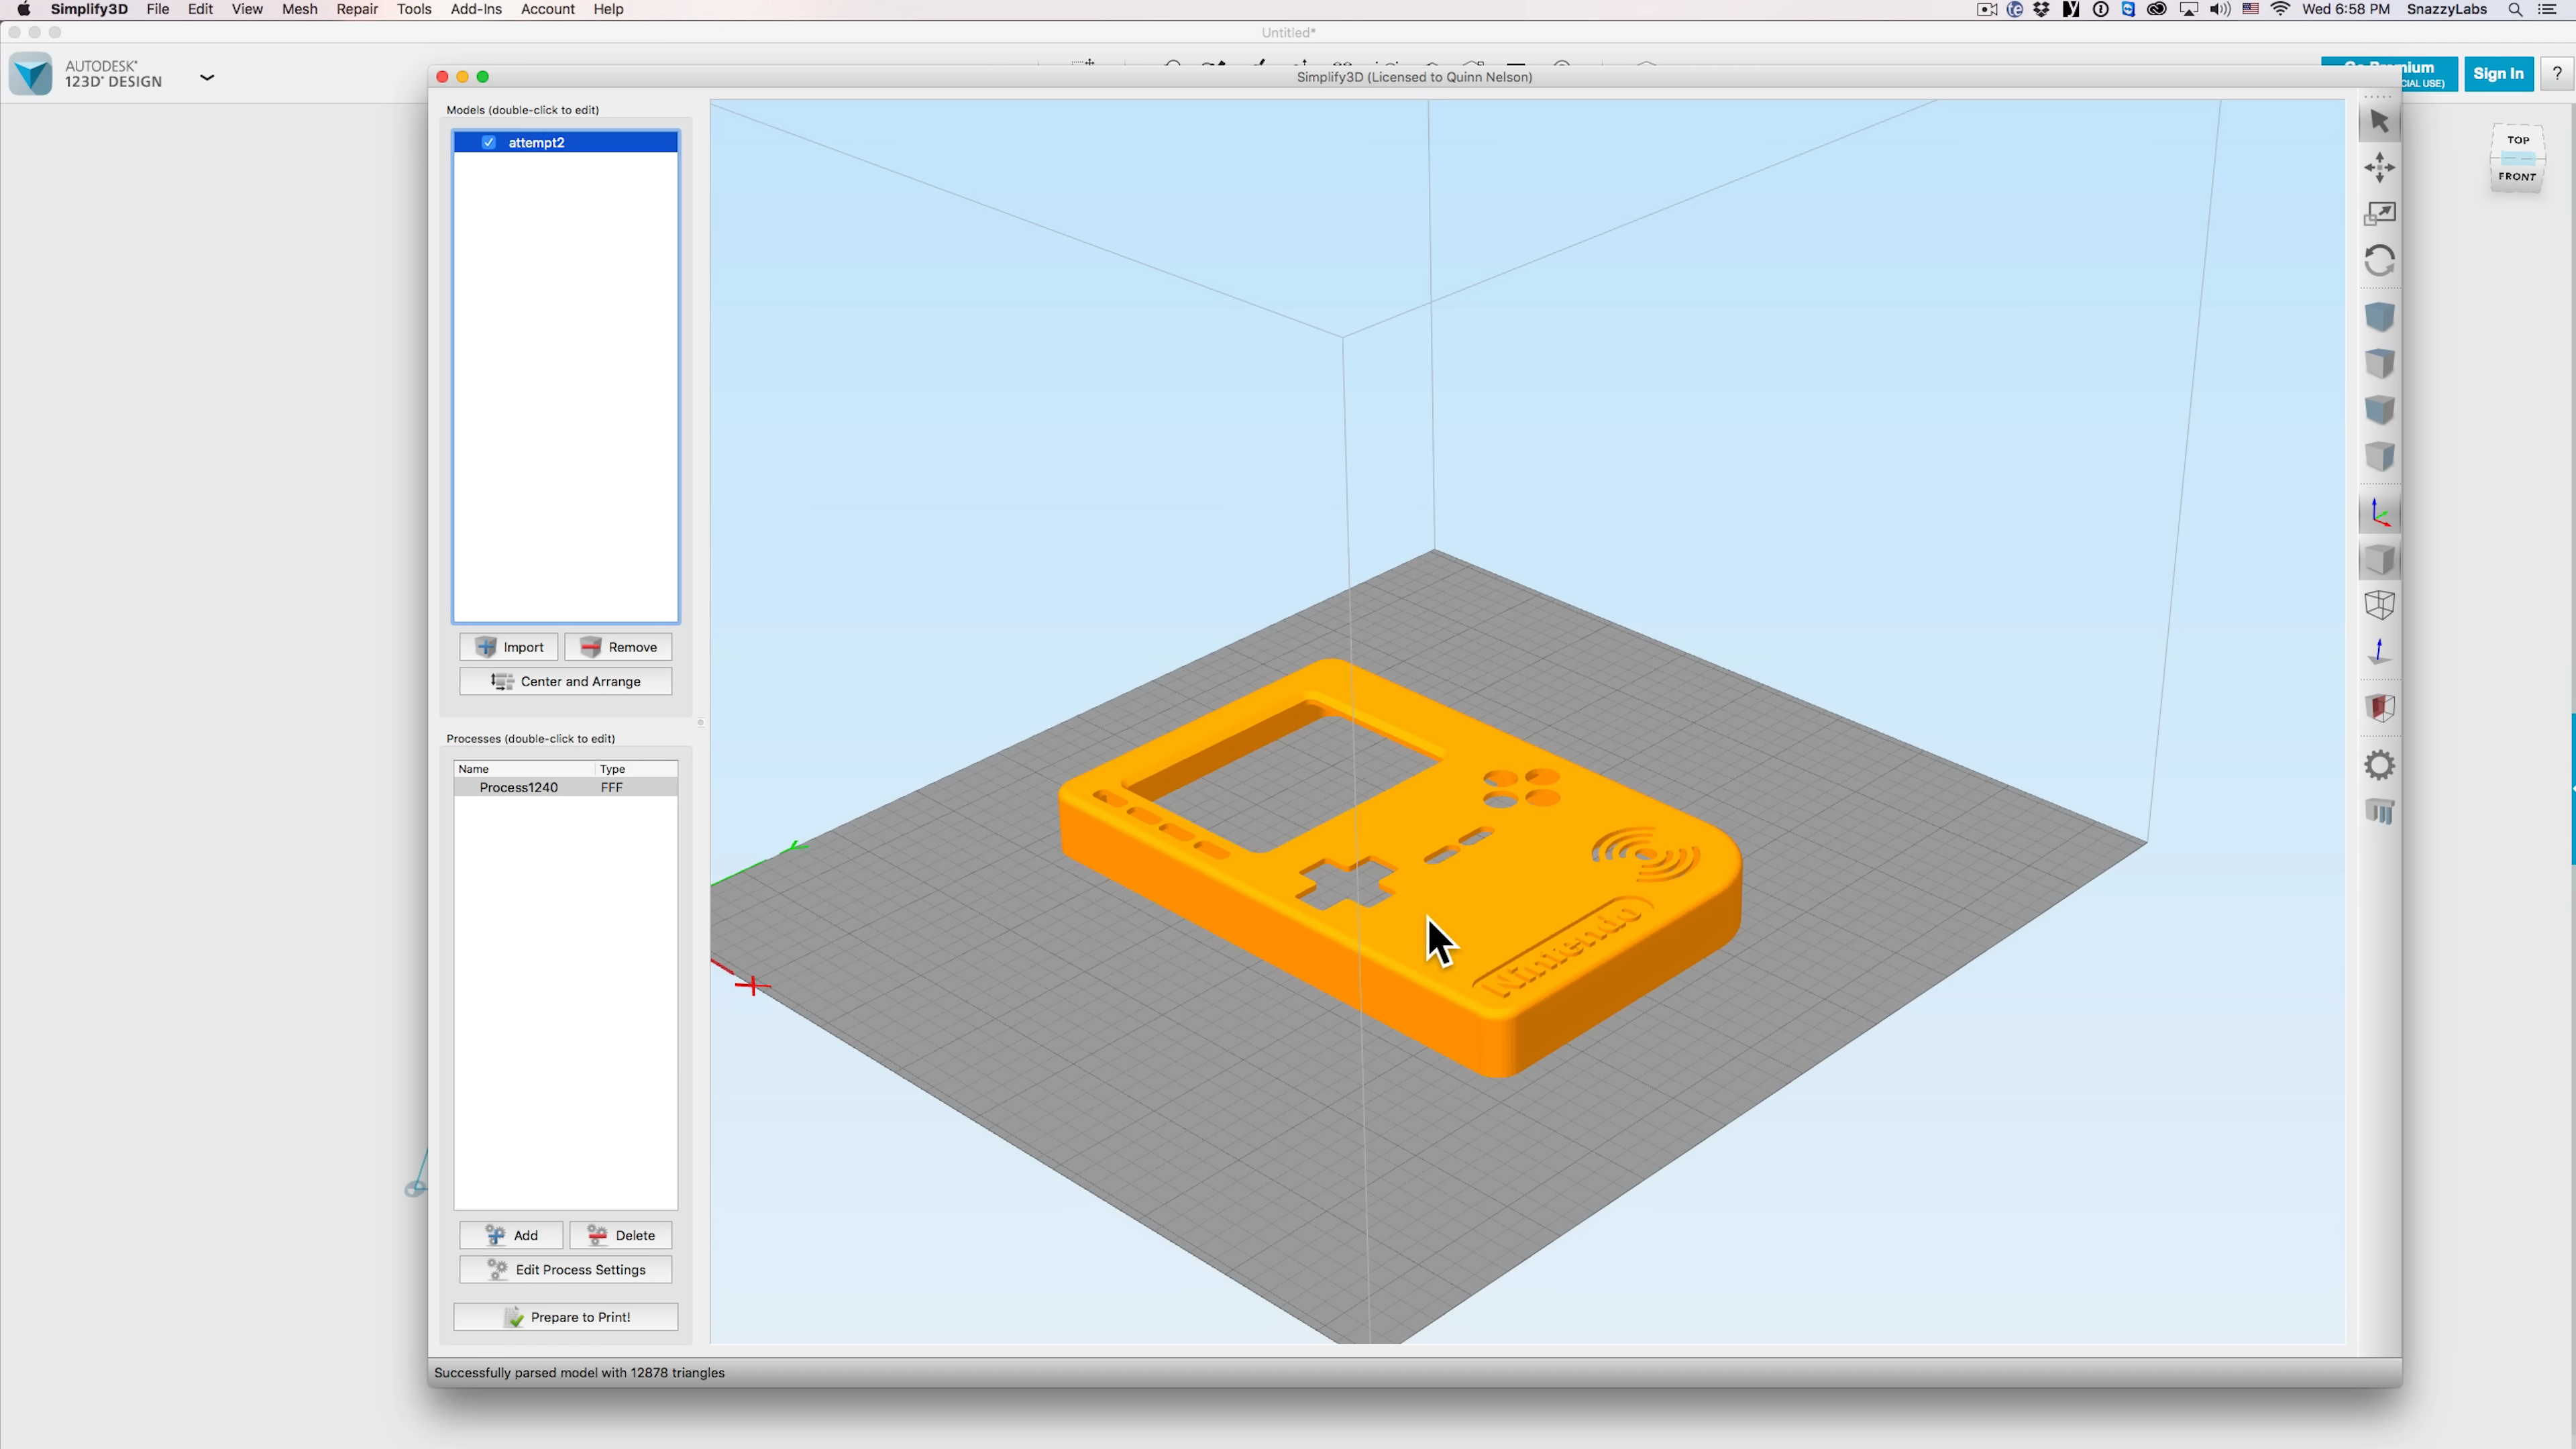 Simplify3D File Edit View Mesh Repair Tools Add-Ins Account Help Wed 6:58 PM SnazzyLabs
Untitled*
AUTODESK®
123D® DESIGN
Sign In ?
Simplify3D (Licensed to Quinn Nelson)
Models (double-click to edit)
attempt2
TOP
FRONT
Import Remove
Center and Arrange
Processes (double-click to edit)
Name Type
Process1240 FFF
Nintendo
Add Delete
Edit Process Settings
Prepare to Print!
Successfully parsed model with 12878 triangles